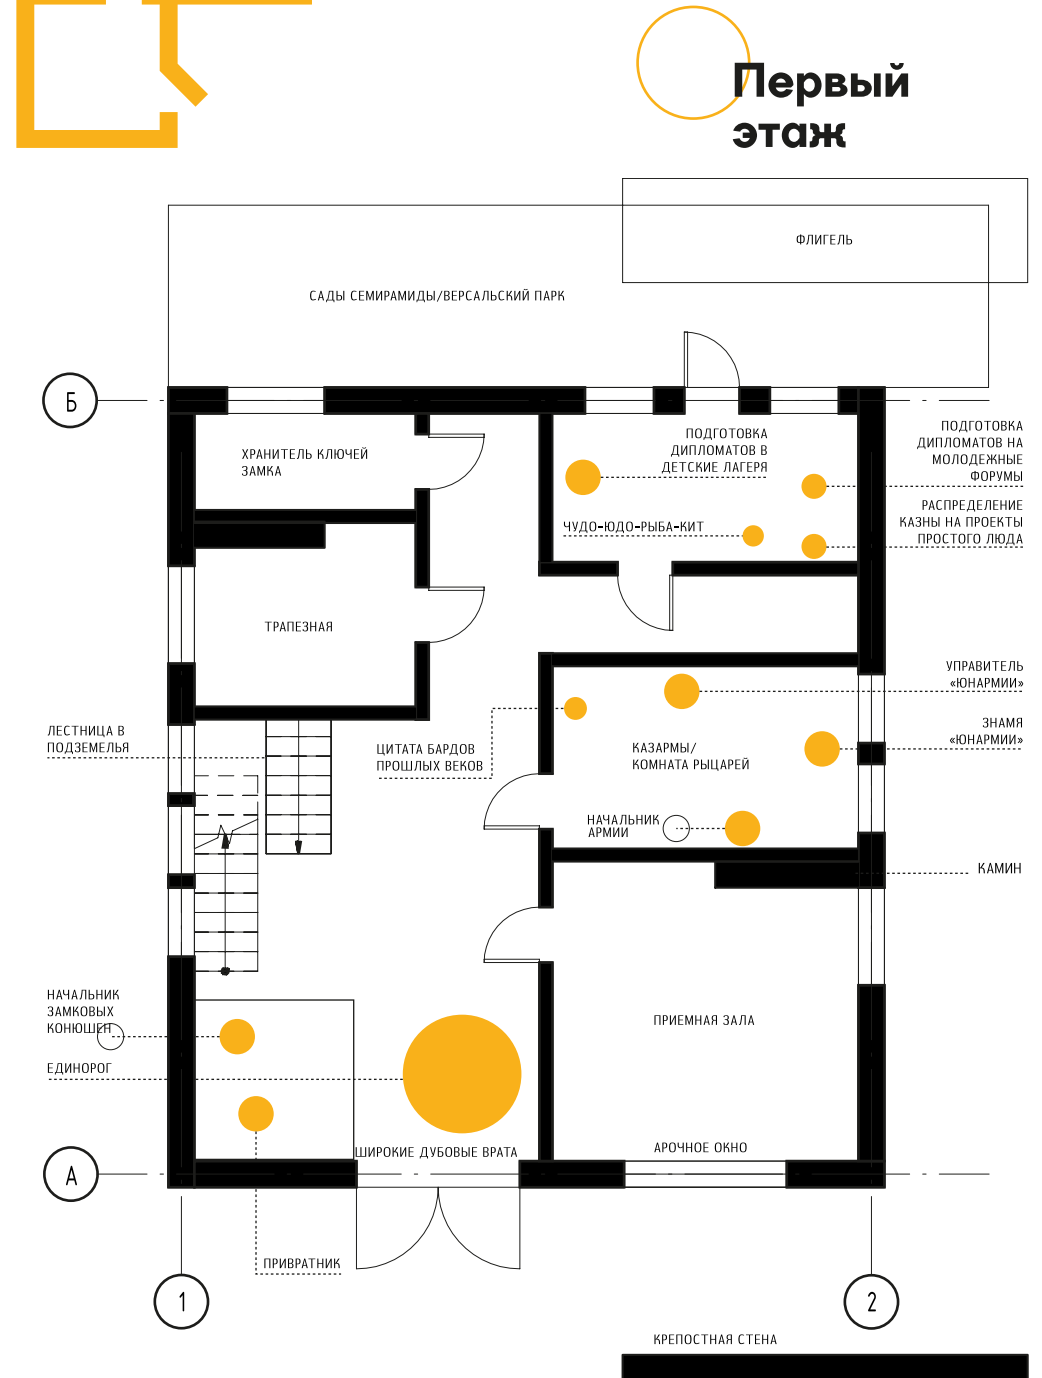 Первый
этаж
ФЛИГЕЛЬ
САДЫ СЕМИРАМИДЫ/ВЕРСАЛЬСКИЙ ПАРК
Б
ХРАНИТЕЛЬ КЛЮЧЕЙ
ЗАМКА
ПОДГОТОВКА
ДИПЛОМАТОВ В
ДЕТСКИЕ ЛАГЕРЯ
ПОДГОТОВКА
ДИПЛОМАТОВ НА
МОЛОДЕЖНЫЕ
ФОРУМЫ
ЧУДО-ЮДО-РЫБА-КИТ
РАСПРЕДЕЛЕНИЕ
КАЗНЫ НА ПРОЕКТЫ
ПРОСТОГО ЛЮДА
ТРАПЕЗНАЯ
УПРАВИТЕЛЬ
«ЮНАРМИИ»
ЛЕСТНИЦА В
ПОДЗЕМЕЛЬЯ
ЦИТАТА БАРДОВ
ПРОШЛЫХ ВЕКОВ
КАЗАРМЫ/
КОМНАТА РЫЦАРЕЙ
ЗНАМЯ
«ЮНАРМИИ»
НАЧАЛЬНИК
АРМИИ
КАМИН
НАЧАЛЬНИК
ЗАМКОВЫХ
КОНЮШЕН
ПРИЕМНАЯ ЗАЛА
ЕДИНОРОГ
ШИРОКИЕ ДУБОВЫЕ ВРАТА
АРОЧНОЕ ОКНО
А
ПРИВРАТНИК
1
2
КРЕПОСТНАЯ СТЕНА